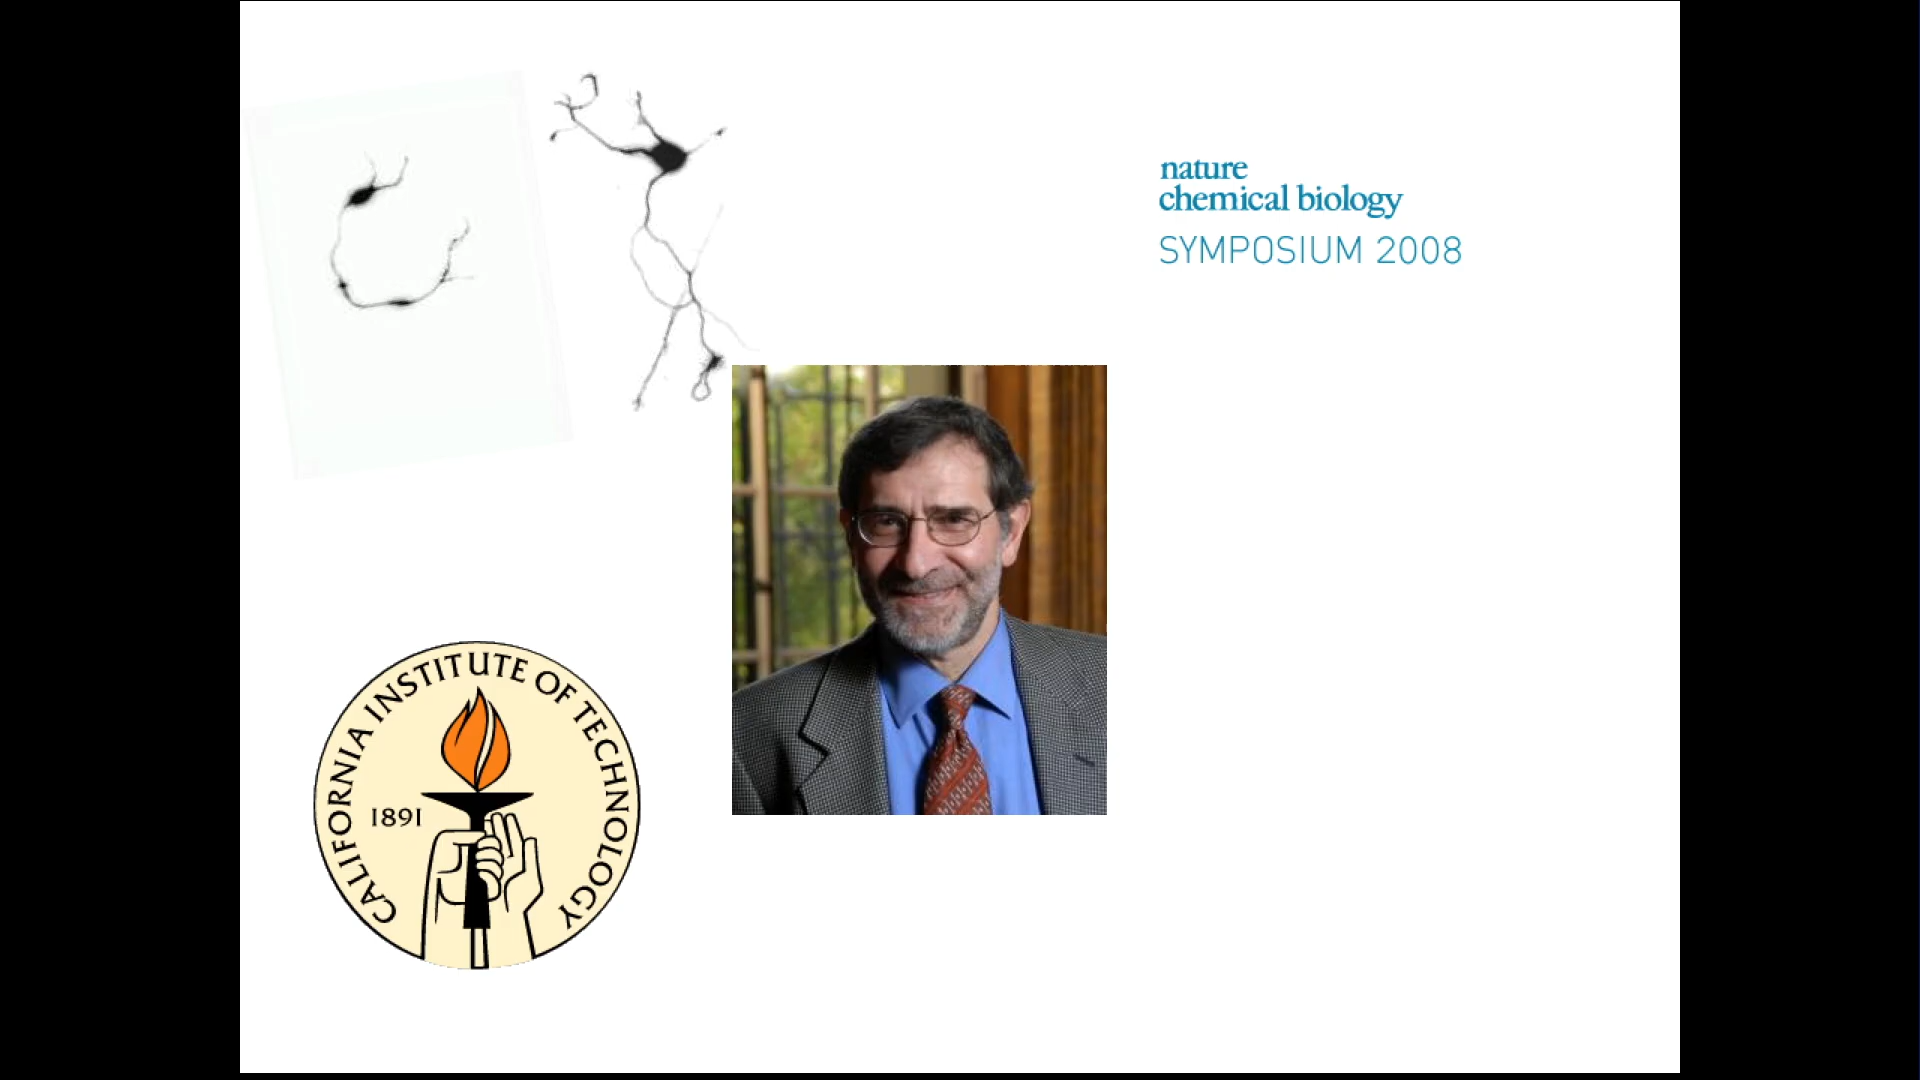 nature
chemical biology
SYMPOSIUM 2008
CALIFORNIA INSTITUTE OF TECHNOLOGY
1891